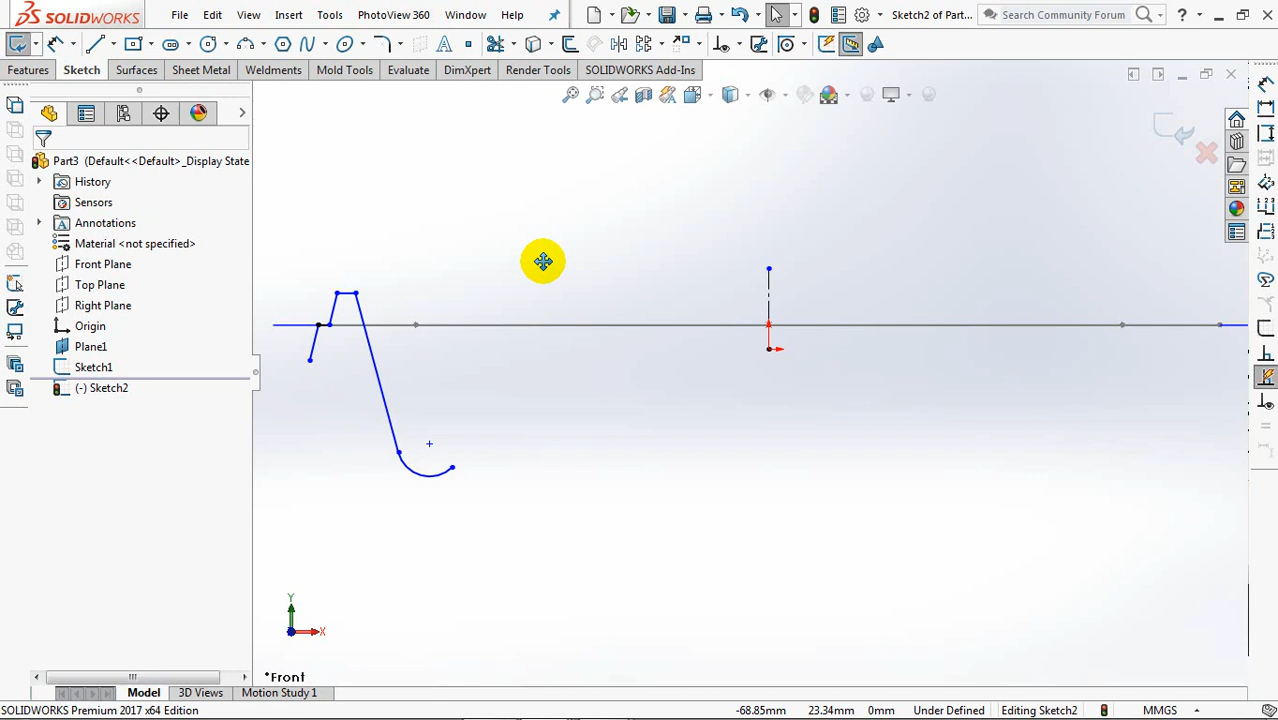 SOLIDWORKS File Edit View Insert Tools PhotoView 360 Window Help Sketch2 of Part... Search Community Forum ?
Features Sketch Surfaces Sheet Metal Weldments Mold Tools Evaluate DimXpert Render Tools SOLIDWORKS Add-Ins
Part3 (Default<<Default>_Display State
History
Sensors
Annotations
Material <not specified>
Front Plane
Top Plane
Right Plane
Origin
Plane1
Sketch1
(-) Sketch2
Y
X
*Front
Model 3D Views Motion Study 1
SOLIDWORKS Premium 2017 x64 Edition -68.85mm 23.34mm 0mm Under Defined Editing Sketch2 MMGS